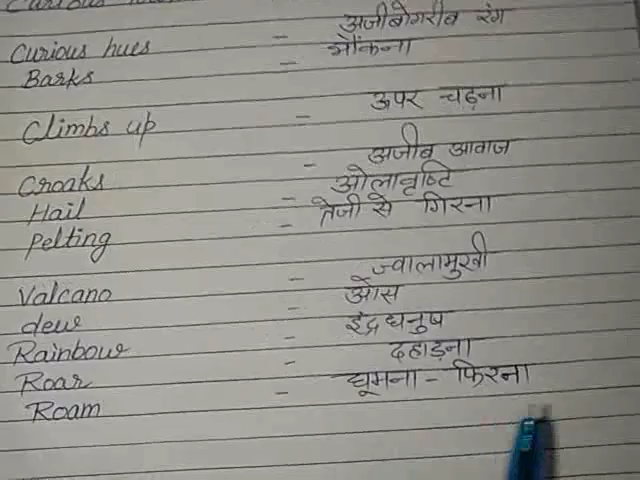 Curious hues - अजीबोगरीब रंग
Barks - भौंकना
Climbs up - ऊपर चढ़ना
Croaks - अजीब आवाज
Hail - ओलावृष्टि
Pelting - तेजी से गिरना
Valcano - ज्वालामुखी
dew - ओस
Rainbow - इंद्रधनुष
Roar - दहाड़ना
Roam - घूमना - फिरना